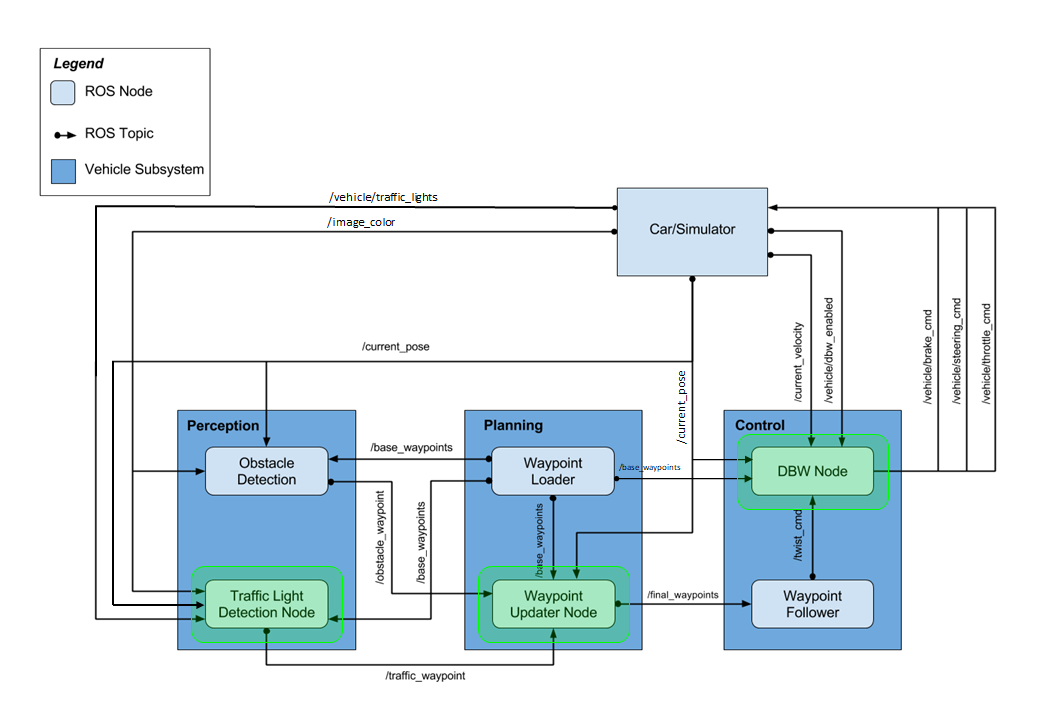 Legend
ROS Node
ROS Topic
Vehicle Subsystem
/vehicle/traffic_lights
/image_color
Car/Simulator
/current_pose
/current_pose
/current_velocity
/vehicle/dbw_enabled
/vehicle/brake_cmd
/vehicle/steering_cmd
/vehicle/throttle_cmd
Perception
Obstacle
Detection
/base_waypoints
/obstacle_waypoint
/base_waypoints
Traffic Light
Detection Node
/traffic_waypoint
Planning
Waypoint
Loader
/base_waypoints
/base_waypoints
Waypoint
Updater Node
/final_waypoints
Control
DBW Node
/twist_cmd
Waypoint
Follower